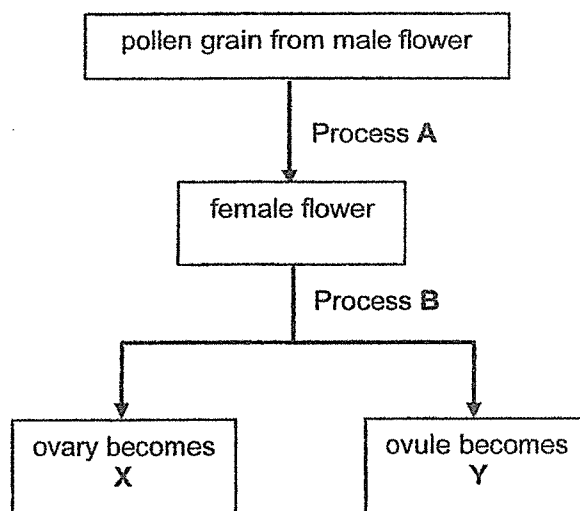 pollen grain from male flower
Process A
female flower
Process B
ovary becomes
X
ovule becomes
Y